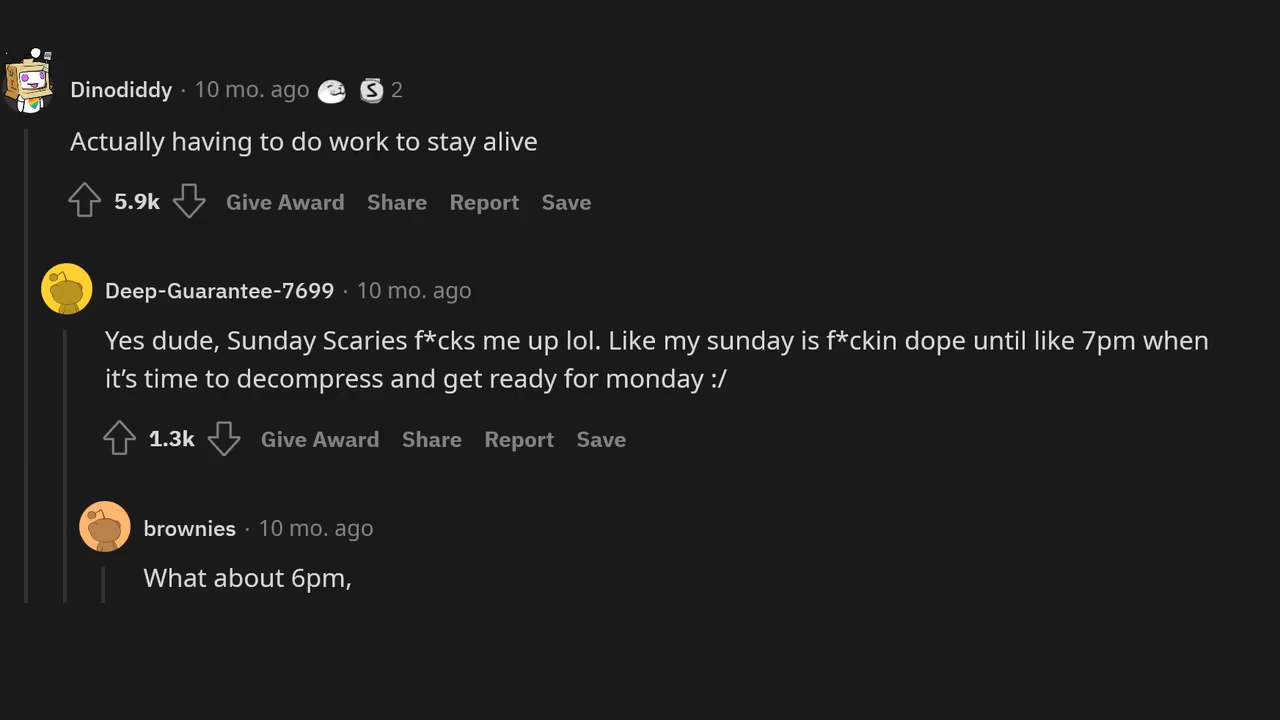 Dinodiddy · 10 mo. ago S 2
Actually having to do work to stay alive
5.9k Give Award Share Report Save
Deep-Guarantee-7699 · 10 mo. ago
Yes dude, Sunday Scaries f*cks me up lol. Like my sunday is f*ckin dope until like 7pm when
it's time to decompress and get ready for monday :/
1.3k Give Award Share Report Save
brownies · 10 mo. ago
What about 6pm,